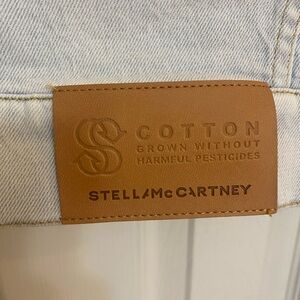 COTTON
GROWN WITHOUT
HARMFUL PESTICIDES
STELLA McCARTNEY